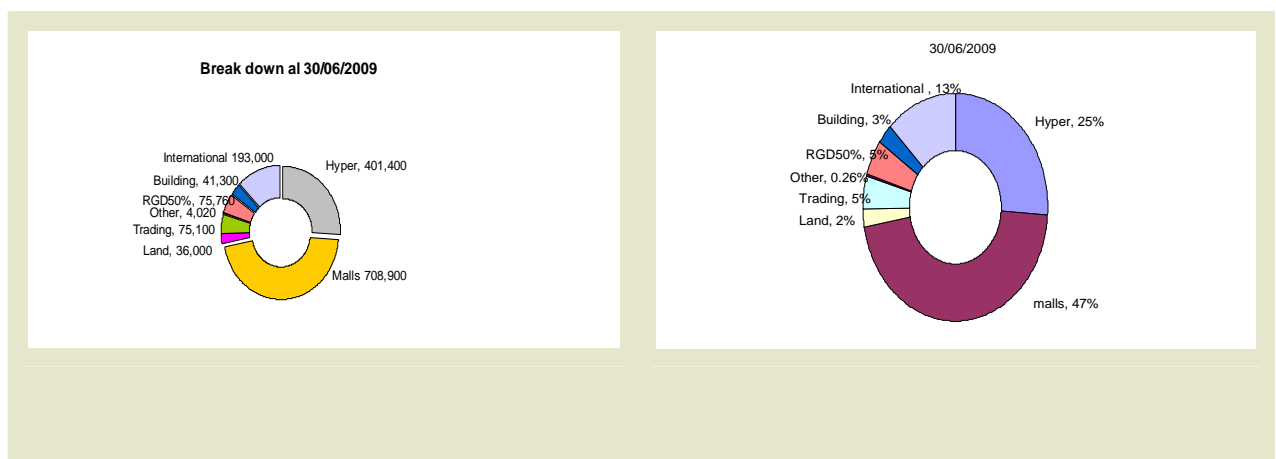 Break down al 30/06/2009
International 193,000
Hyper, 401,400
Building, 41,300
RGD50%, 75,760
Other, 4,020
Trading, 75,100
Land, 36,000
Malls 708,900
30/06/2009
International , 13%
Hyper, 25%
Building, 3%
RGD50%, 5%
Other, 0.26%
Trading, 5%
Land, 2%
malls, 47%